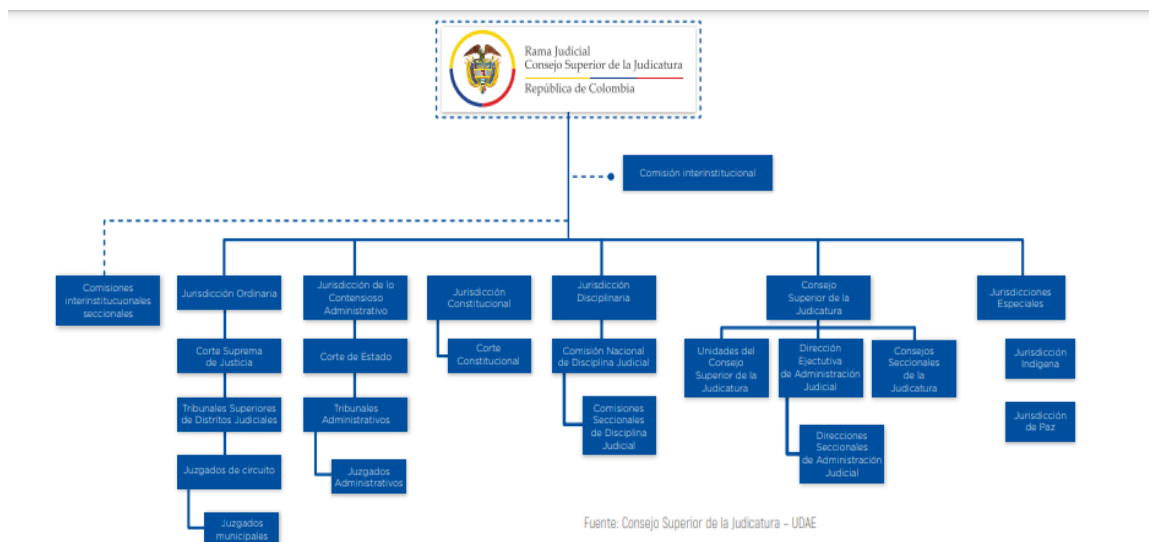 Rama Judicial
Consejo Superior de la Judicatura
República de Colombia
Comisión interinstitucional
Comisiones
interinstitucuonales
seccionales
Jurisdicción Ordinaria
Jurisdicción de lo
Contensioso
Administrativo
Jurisdicción
Constitucional
Jurisdicción
Disciplinaria
Consejo
Superior de la
Judicatura
Jurisdicciones
Especiales
Corte Suprema
de Justicia
Corte de Estado
Corte
Constitucional
Comisión Nacional
de Disciplina Judicial
Unidades del
Consejo
Superior de la
Judicatura
Dirección
Ejectutiva
de Administración
Judicial
Consejos
Seccionales
de la
Judicatura
Jurisdicción
Indígena
Tribunales Superiores
de Distritos Judiciales
Tribunales
Administrativos
Comisiones
Seccionales
de Discplina
Judicial
Jurisdicción
de Paz
Direcciones
Seccionales
de Administración
Judicial
Juzgados de circuito
Juzgados
Administrativos
Juzgados
municipales
Fuente: Consejo Superior de la Judicatura – UDAE